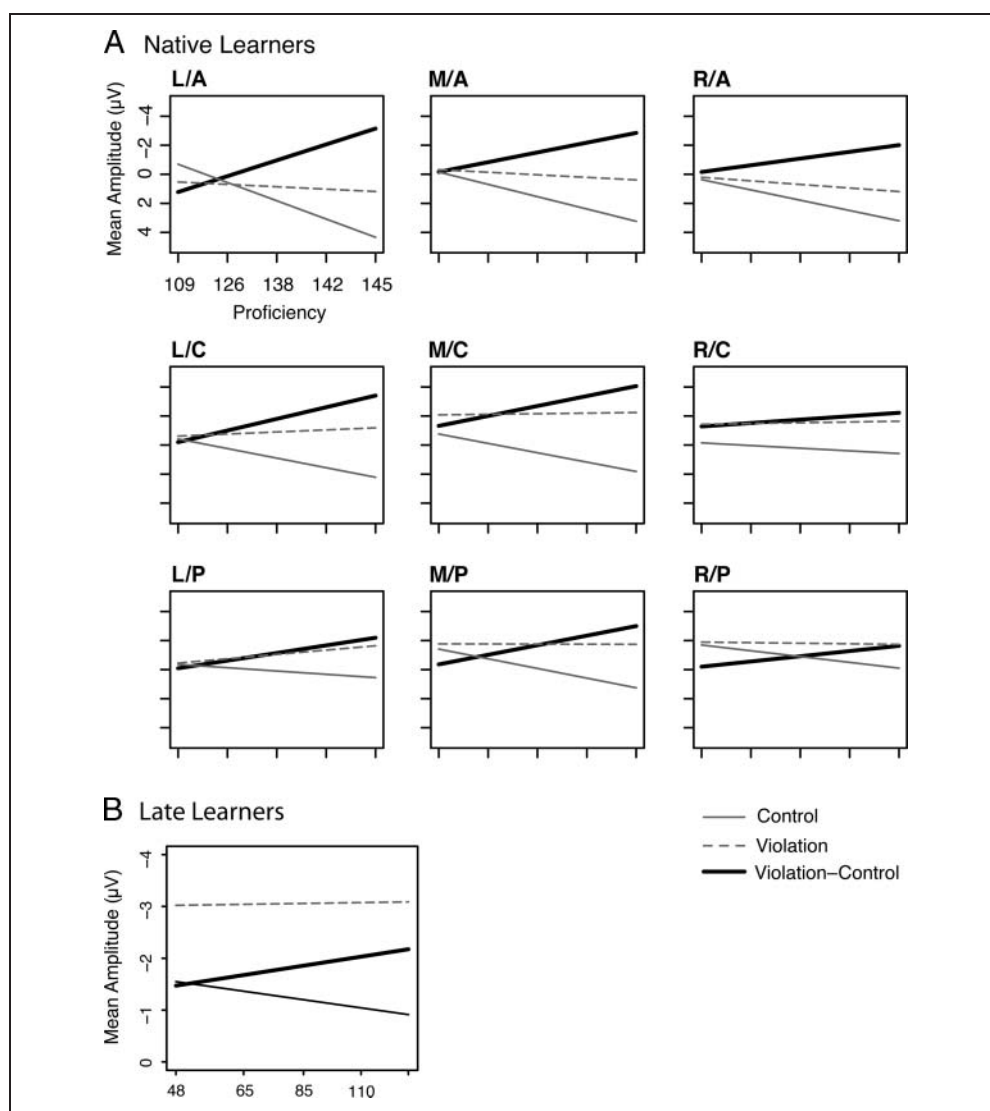 A Native Learners
L/A
M/A
R/A
Mean Amplitude (µV)
−4
−2
0
2
4
109 126 138 142 145
Proficiency
L/C
M/C
R/C
L/P
M/P
R/P
B Late Learners
Control
Violation
Violation−Control
Mean Amplitude (µV)
−4
−3
−2
−1
0
48 65 85 110